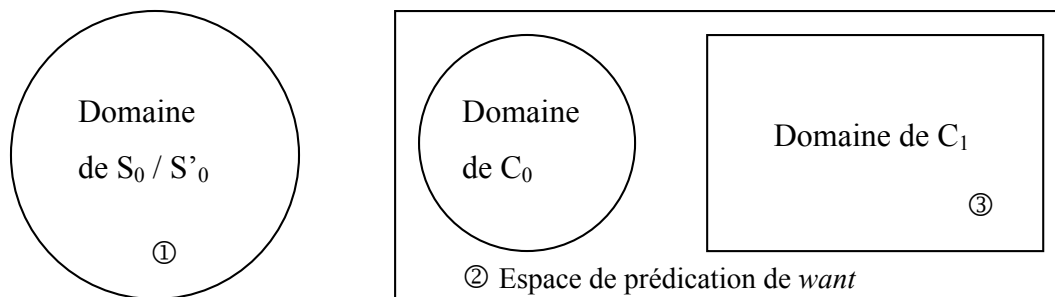 Domaine
de S₀ / S’₀
①
Domaine
de C₀
Domaine de C₁
③
② Espace de prédication de want